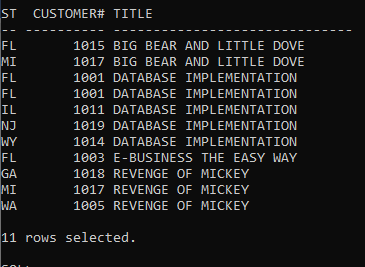 ST CUSTOMER# TITLE
-- ---------- ------------------------------
FL 1015 BIG BEAR AND LITTLE DOVE
MI 1017 BIG BEAR AND LITTLE DOVE
FL 1001 DATABASE IMPLEMENTATION
FL 1001 DATABASE IMPLEMENTATION
IL 1011 DATABASE IMPLEMENTATION
NJ 1019 DATABASE IMPLEMENTATION
WY 1014 DATABASE IMPLEMENTATION
FL 1003 E-BUSINESS THE EASY WAY
GA 1018 REVENGE OF MICKEY
MI 1017 REVENGE OF MICKEY
WA 1005 REVENGE OF MICKEY
11 rows selected.